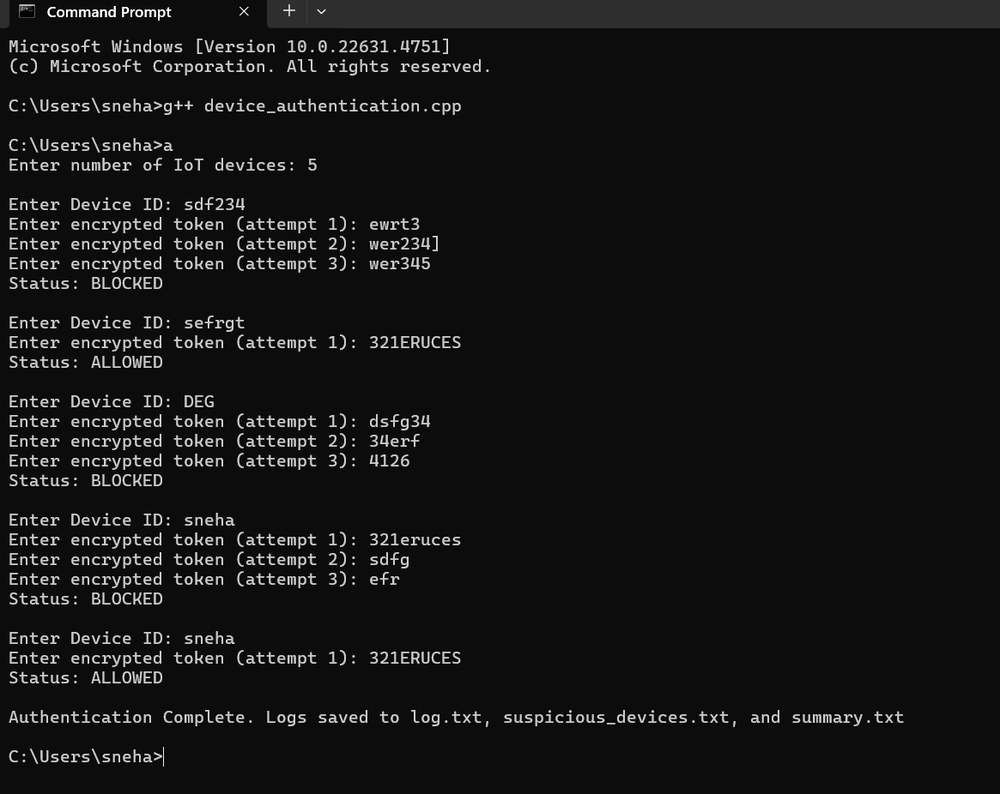 Command Prompt
Microsoft Windows [Version 10.0.22631.4751]
(c) Microsoft Corporation. All rights reserved.
C:\Users\sneha>g++ device_authentication.cpp
C:\Users\sneha>a
Enter number of IoT devices: 5
Enter Device ID: sdf234
Enter encrypted token (attempt 1): ewrt3
Enter encrypted token (attempt 2): wer234]
Enter encrypted token (attempt 3): wer345
Status: BLOCKED
Enter Device ID: sefrgt
Enter encrypted token (attempt 1): 321ERUCES
Status: ALLOWED
Enter Device ID: DEG
Enter encrypted token (attempt 1): dsfg34
Enter encrypted token (attempt 2): 34erf
Enter encrypted token (attempt 3): 4126
Status: BLOCKED
Enter Device ID: sneha
Enter encrypted token (attempt 1): 321eruces
Enter encrypted token (attempt 2): sdfg
Enter encrypted token (attempt 3): efr
Status: BLOCKED
Enter Device ID: sneha
Enter encrypted token (attempt 1): 321ERUCES
Status: ALLOWED
Authentication Complete. Logs saved to log.txt, suspicious_devices.txt, and summary.txt
C:\Users\sneha>